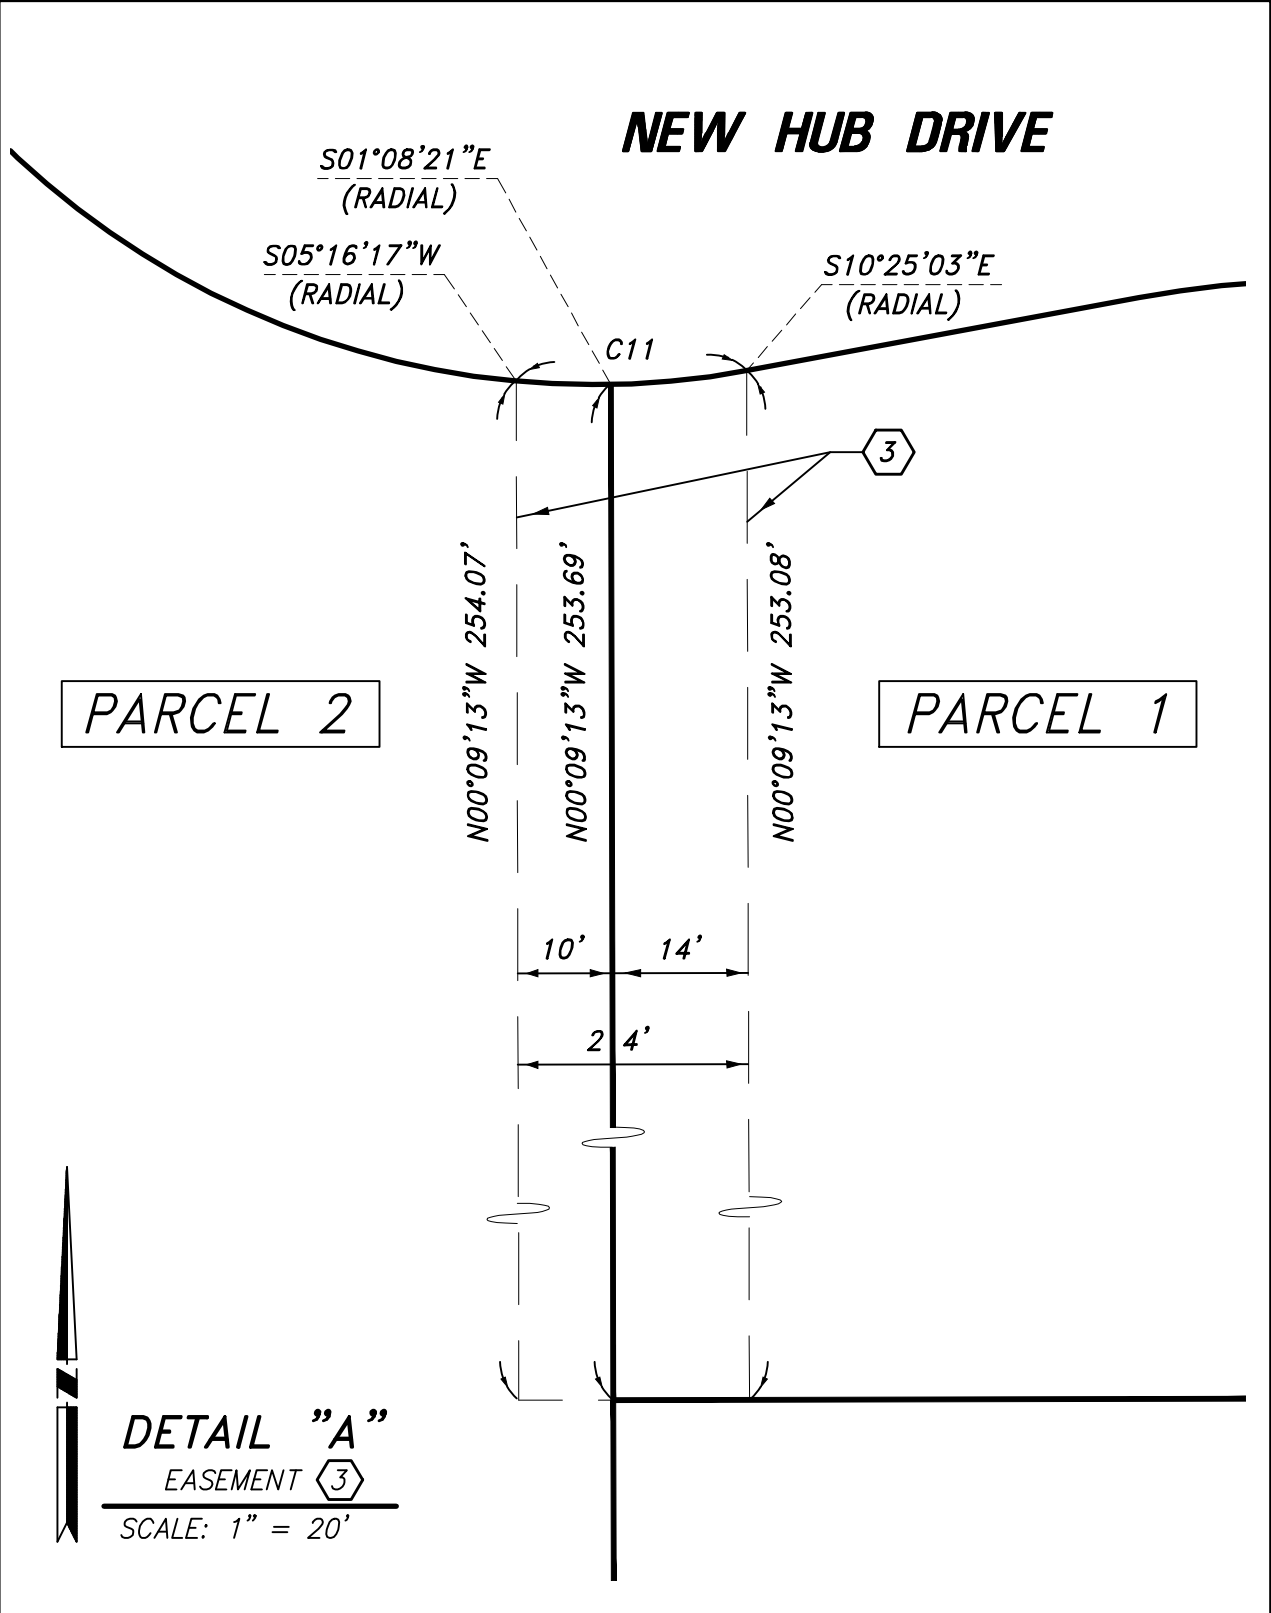 NEW HUB DRIVE
S01°08'21"E
(RADIAL)
S05°16'17"W
(RADIAL)
S10°25'03"E
(RADIAL)
C11
3
N00°09'13"W 254.07'
N00°09'13"W 253.69'
N00°09'13"W 253.08'
PARCEL 2
PARCEL 1
10'
14'
24'
DETAIL "A"
EASEMENT 3
SCALE: 1" = 20'